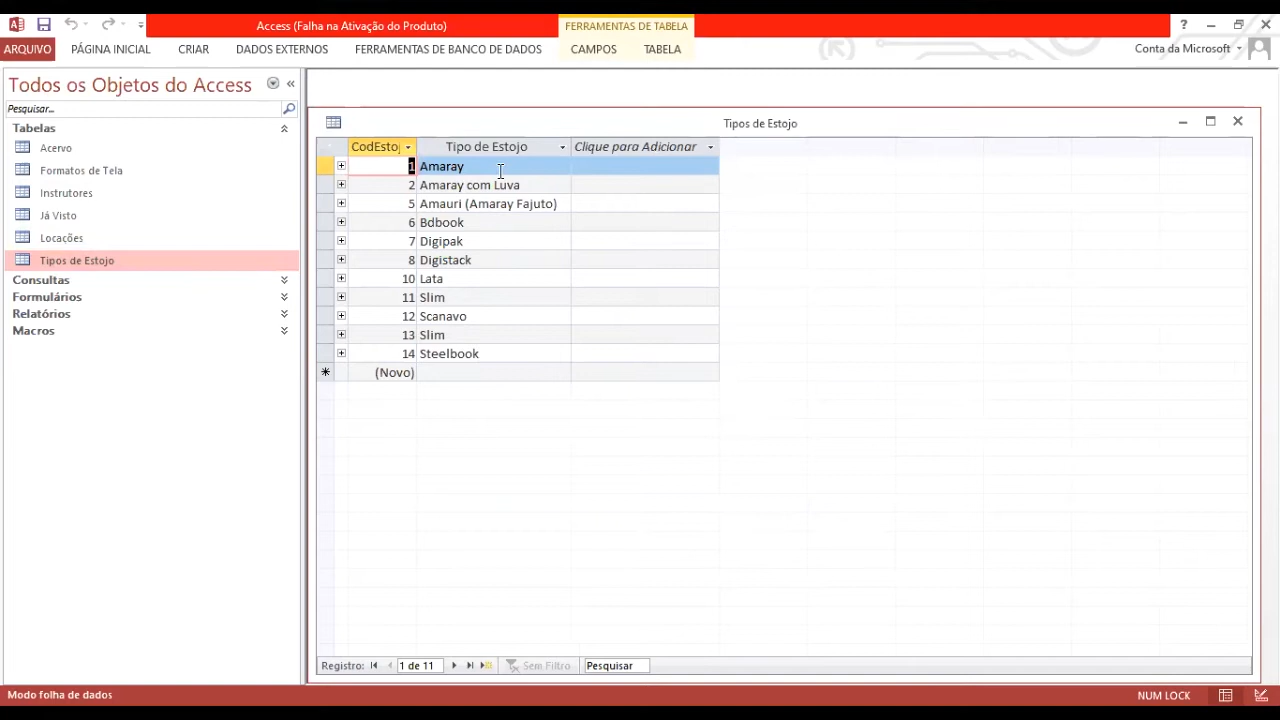 Access (Falha na Ativação do Produto)
FERRAMENTAS DE TABELA
?
ARQUIVO PÁGINA INICIAL CRIAR DADOS EXTERNOS FERRAMENTAS DE BANCO DE DADOS CAMPOS TABELA Conta da Microsoft
Todos os Objetos do Access
Pesquisar...
Tabelas
Acervo
Formatos de Tela
Instrutores
Já Visto
Locações
Tipos de Estojo
Consultas
Formulários
Relatórios
Macros
Tipos de Estojo
CodEstoj Tipo de Estojo Clique para Adicionar
1 Amaray
2 Amaray com Luva
5 Amauri (Amaray Fajuto)
6 Bdbook
7 Digipak
8 Digistack
10 Lata
11 Slim
12 Scanavo
13 Slim
14 Steelbook
(Novo)
Registro: 1 de 11 Sem Filtro Pesquisar
Modo folha de dados
NUM LOCK